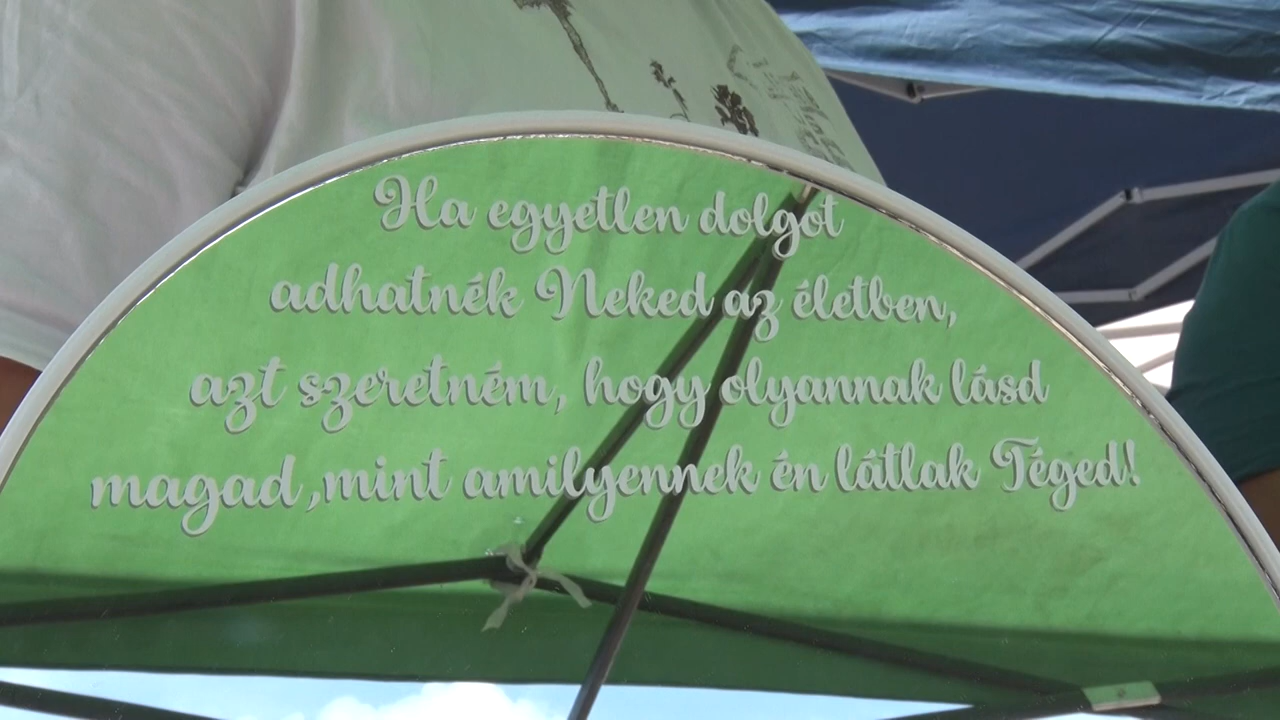 Ha egyetlen dolgot
adhatnék Neked az életben,
azt szeretném, hogy olyannak lásd
magad,mint amilyennek én látlak Téged!